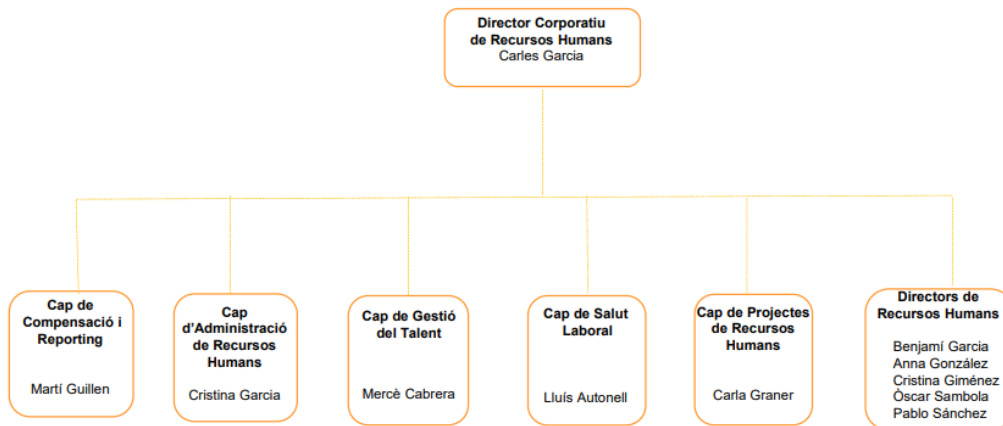 Director Corporatiu
de Recursos Humans
Carles Garcia
Cap de
Compensació i
Reporting
Martí Guillen
Cap
d'Administració
de Recursos
Humans
Cristina Garcia
Cap de Gestió
del Talent
Mercè Cabrera
Cap de Salut
Laboral
Lluís Autonell
Cap de Projectes
de Recursos
Humans
Carla Graner
Directors de
Recursos Humans
Benjamí Garcia
Anna González
Cristina Giménez
Òscar Sambola
Pablo Sánchez